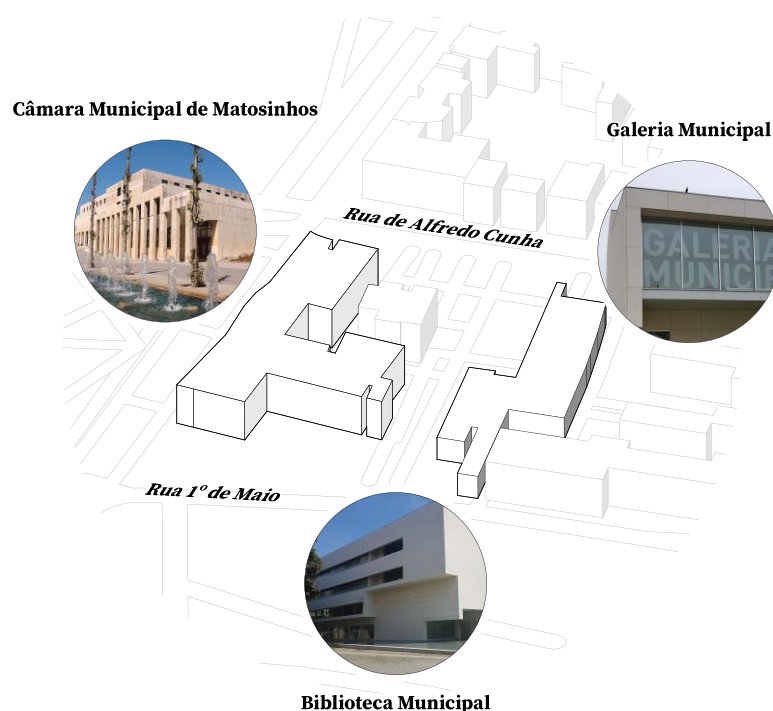 Câmara Municipal de Matosinhos
Galeria Municipal
Rua de Alfredo Cunha
GALERIA
MUNICI
Rua 1º de Maio
Biblioteca Municipal